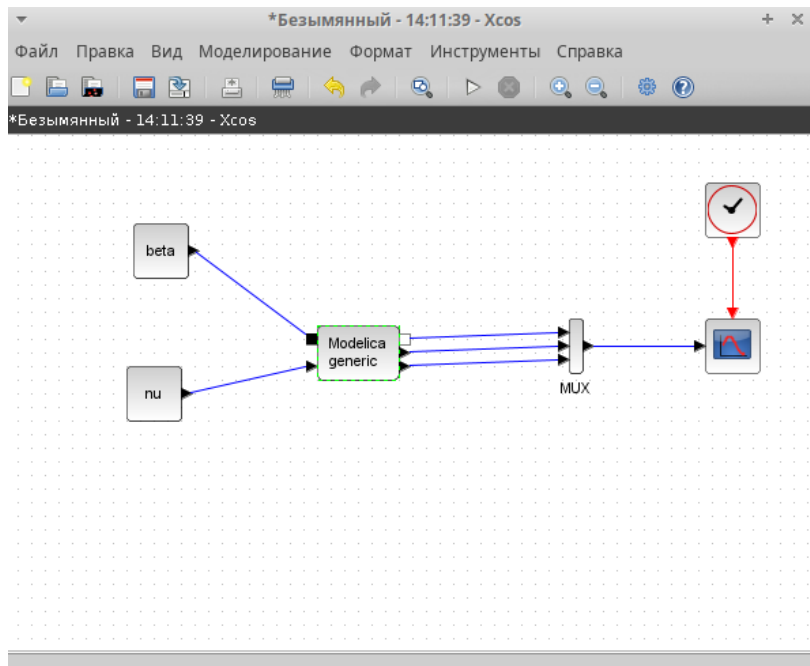 *Безымянный - 14:11:39 - Xcos
Файл Правка Вид Моделирование Формат Инструменты Справка
*Безымянный - 14:11:39 - Xcos
beta
Modelica
generic
nu
MUX